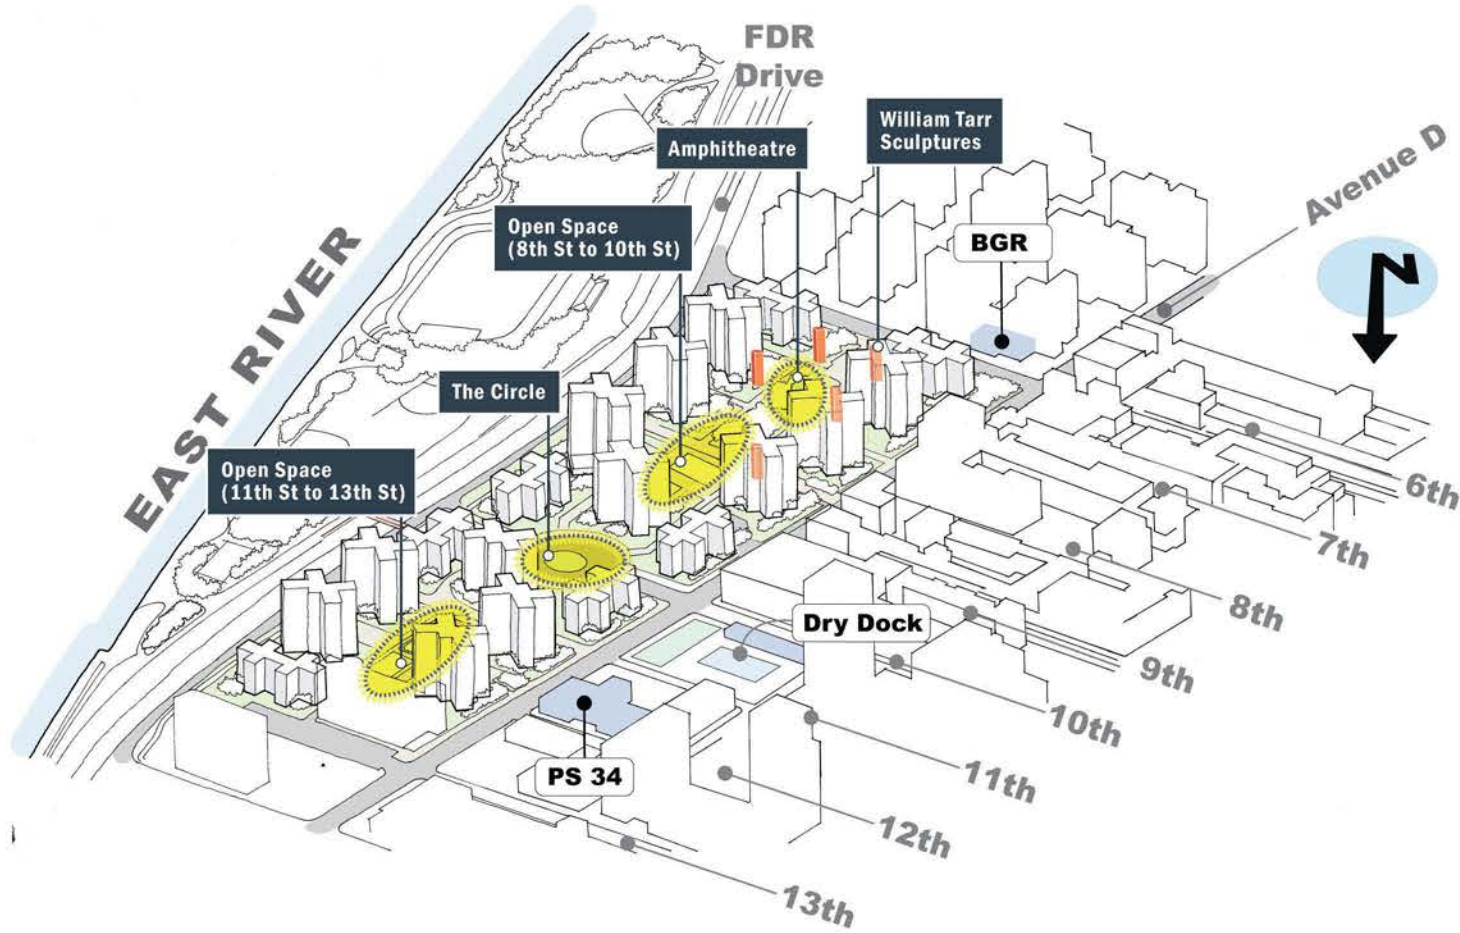 FDR
Drive
William Tarr
Sculptures
Amphitheatre
Avenue D
Open Space
(8th St to 10th St)
BGR
N
EAST RIVER
The Circle
Open Space
(11th St to 13th St)
6th
7th
8th
Dry Dock
9th
10th
PS 34
11th
12th
13th